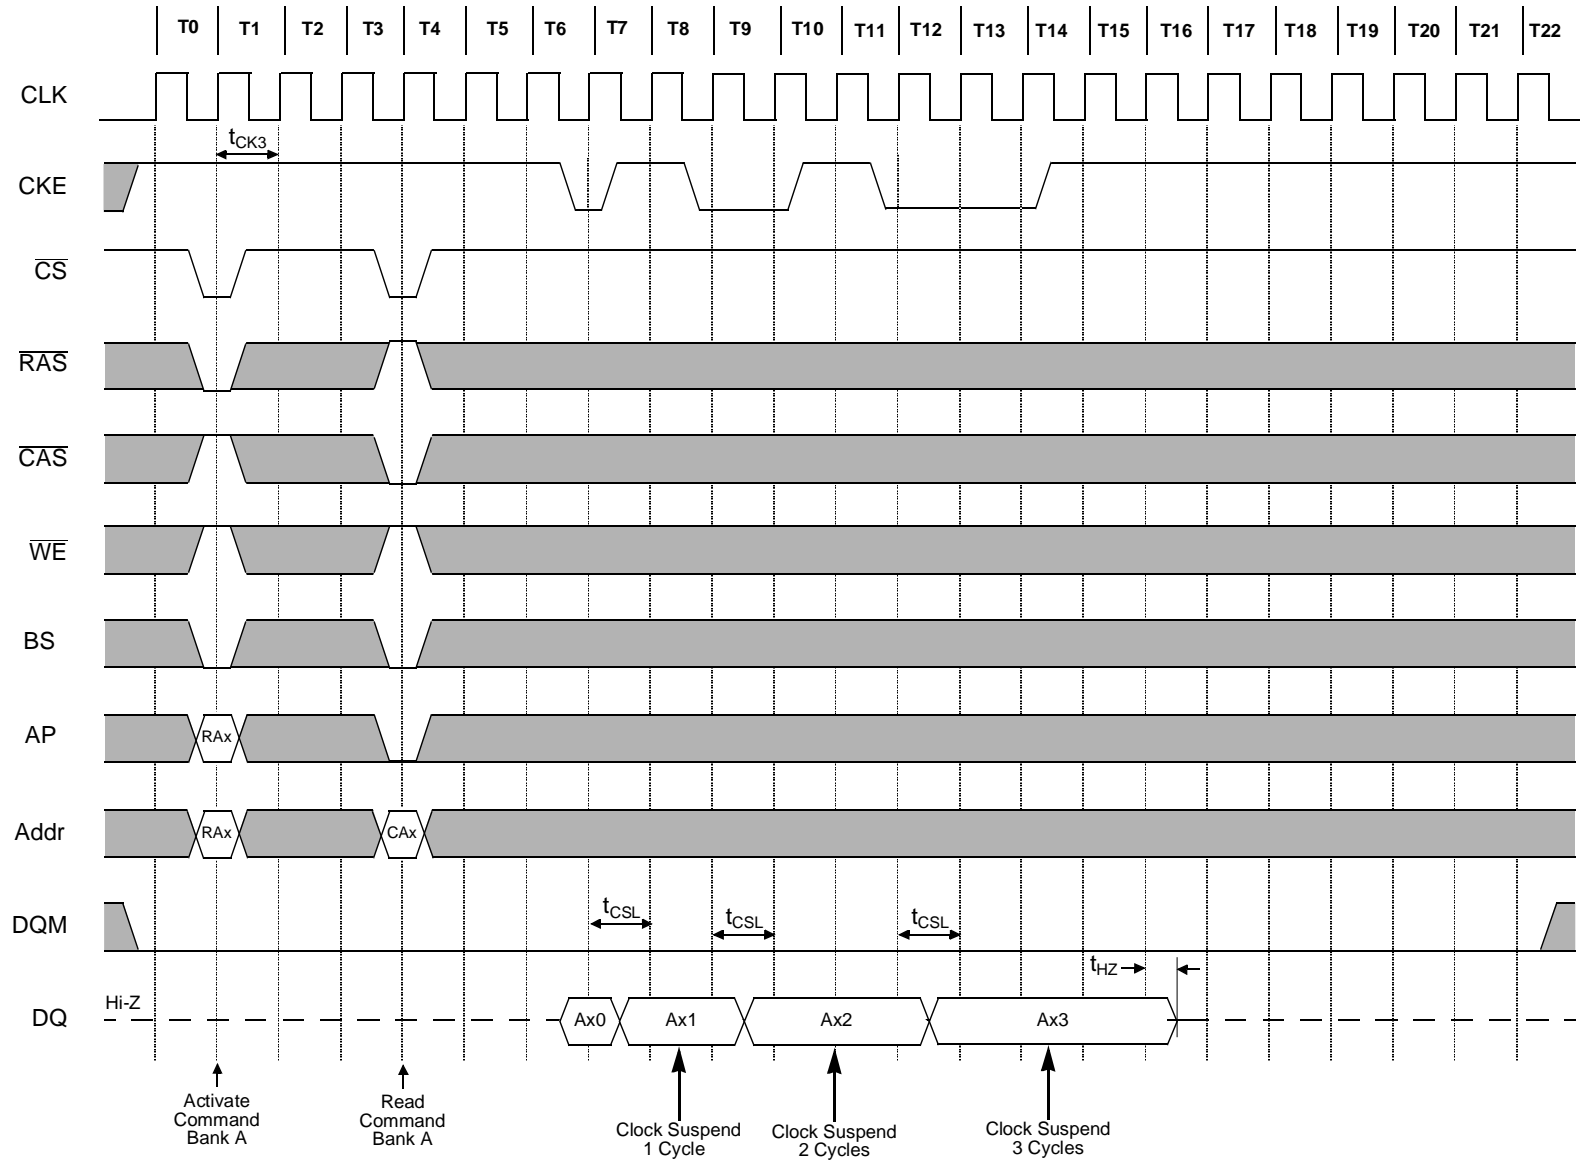 T0 T1 T2 T3 T4 T5 T6 T7 T8 T9 T10 T11 T12 T13 T14 T15 T16 T17 T18 T19 T20 T21 T22
CLK
tCK3
CKE
CS
RAS
CAS
WE
BS
AP
RAx
Addr
RAx CAx
DQM
tCSL tCSL tCSL
tHZ
DQ
Hi-Z
Ax0 Ax1 Ax2 Ax3
Activate
Command
Bank A
Read
Command
Bank A
Clock Suspend
1 Cycle
Clock Suspend
2 Cycles
Clock Suspend
3 Cycles